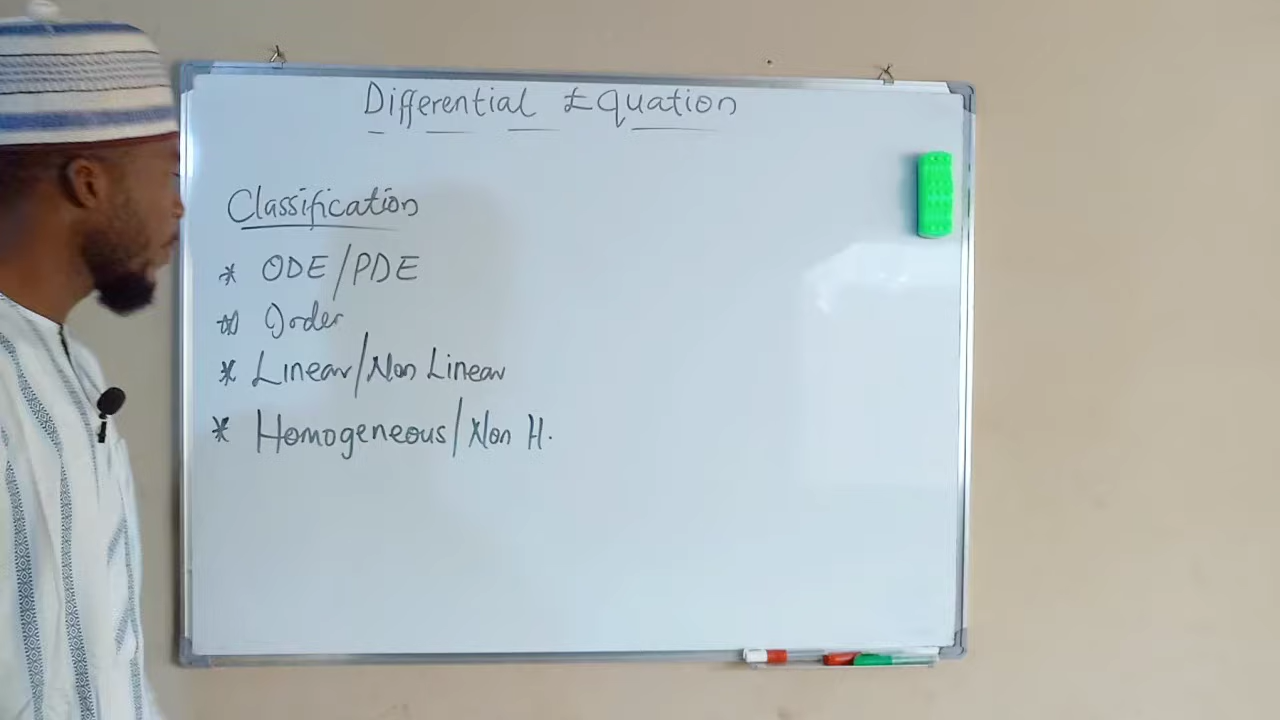 Differential Equation
Classification
* ODE/PDE
* Order
* Linear/Non Linear
* Homogeneous/Non H.